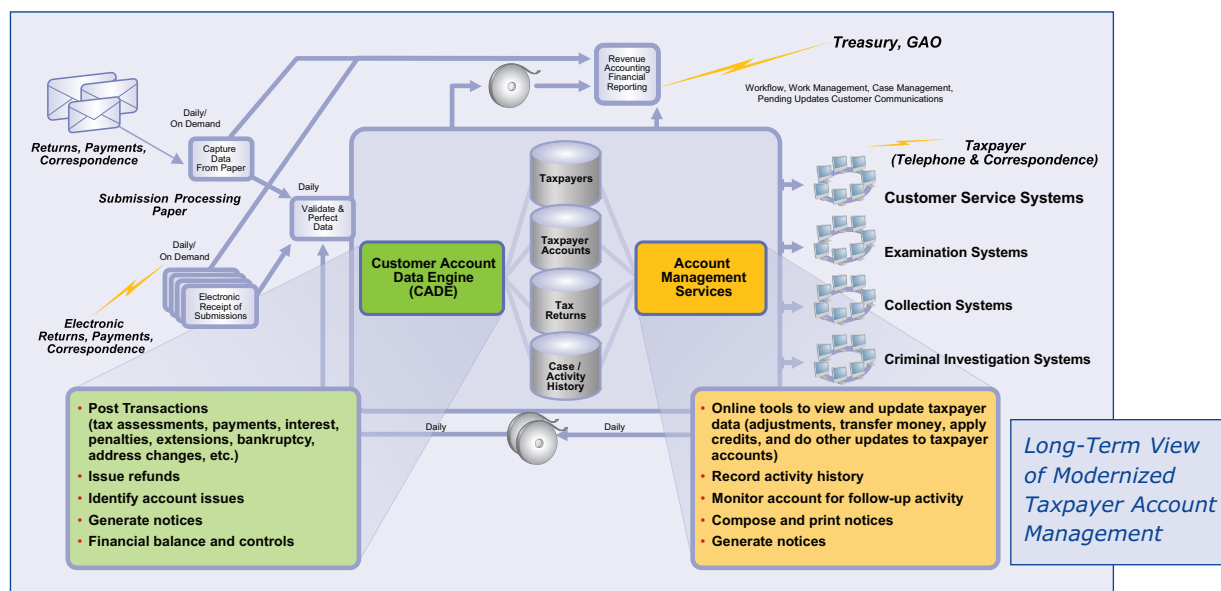 Treasury, GAO
Revenue
Accounting
Financial
Reporting
Workflow, Work Management, Case Management,
Pending Updates Customer Communications
Daily/
On Demand
Returns, Payments,
Correspondence
Capture
Data
From Paper
Taxpayer
(Telephone & Correspondence)
Submission Processing
Paper
Daily
Validate &
Perfect
Data
Taxpayers
Customer Service Systems
Daily/
On Demand
Taxpayer
Accounts
Examination Systems
Customer Account
Data Engine
(CADE)
Account
Management
Services
Electronic
Receipt of
Submissions
Tax
Returns
Collection Systems
Electronic
Returns, Payments,
Correspondence
Case /
Activity
History
Criminal Investigation Systems
• Post Transactions
(tax assessments, payments, interest,
penalties, extensions, bankruptcy,
address changes, etc.)
• Issue refunds
• Identify account issues
• Generate notices
• Financial balance and controls
Daily
Daily
• Online tools to view and update taxpayer
data (adjustments, transfer money, apply
credits, and do other updates to taxpayer
accounts)
• Record activity history
• Monitor account for follow-up activity
• Compose and print notices
• Generate notices
Long-Term View
of Modernized
Taxpayer Account
Management